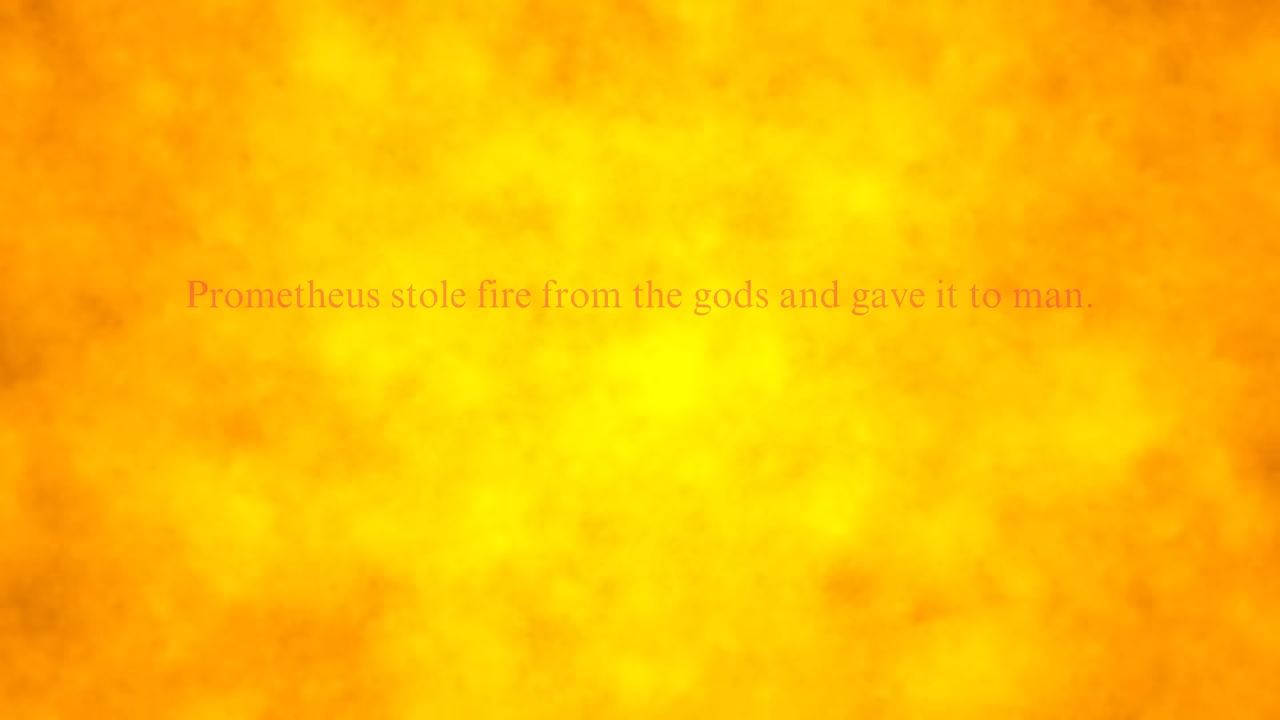 Prometheus stole fire from the gods and gave it to man.